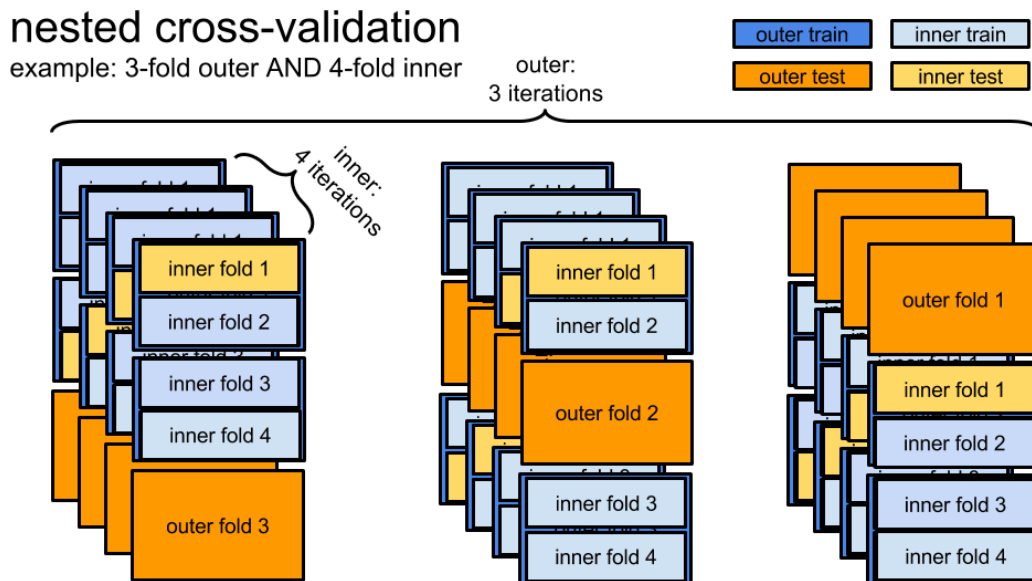 nested cross-validation
example: 3-fold outer AND 4-fold inner
outer train
inner train
outer test
inner test
outer:
3 iterations
inner:
4 iterations
inner fold 1
inner fold 2
inner fold 3
inner fold 4
outer fold 3
inner fold 1
inner fold 2
outer fold 2
inner fold 3
inner fold 4
outer fold 1
inner fold 1
inner fold 1
inner fold 2
inner fold 3
inner fold 4